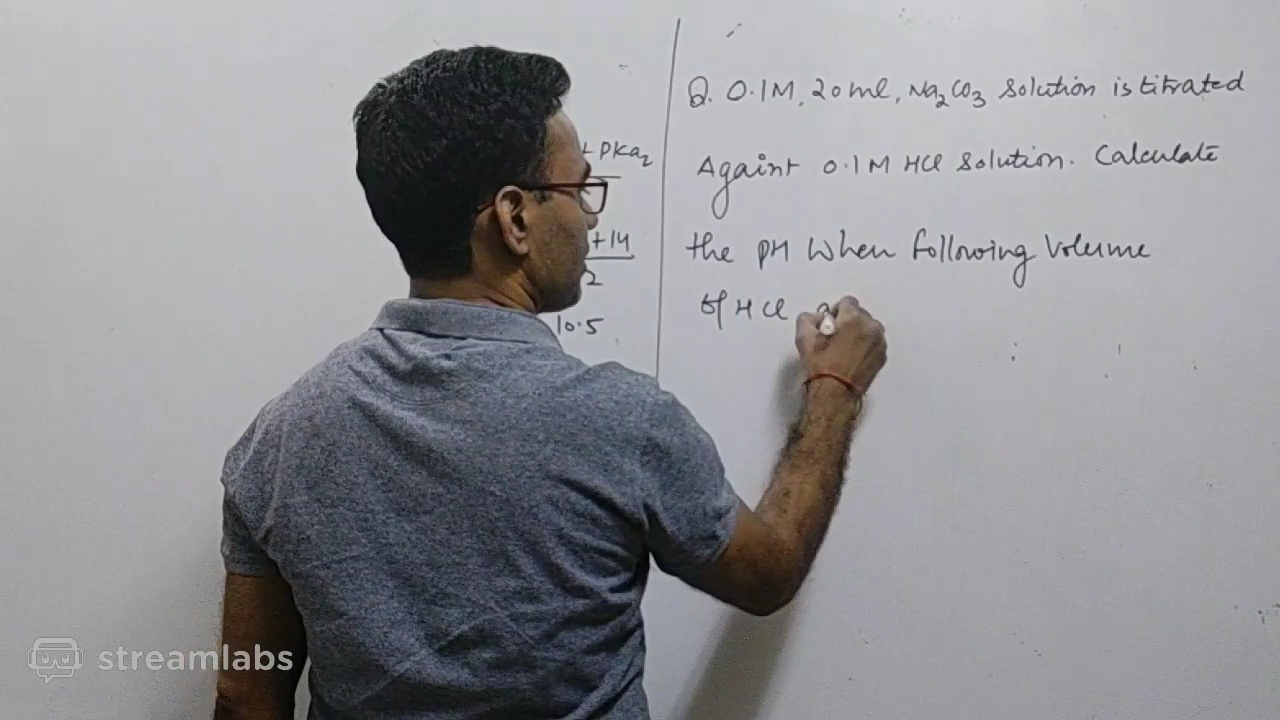 + PKa2
+14
2
10.5
Q. 0.1M, 20ml, Na2CO3 Solution is titrated
Againt 0.1M HCl Solution. Calculate
the pH When following Volume
of HCl
streamlabs